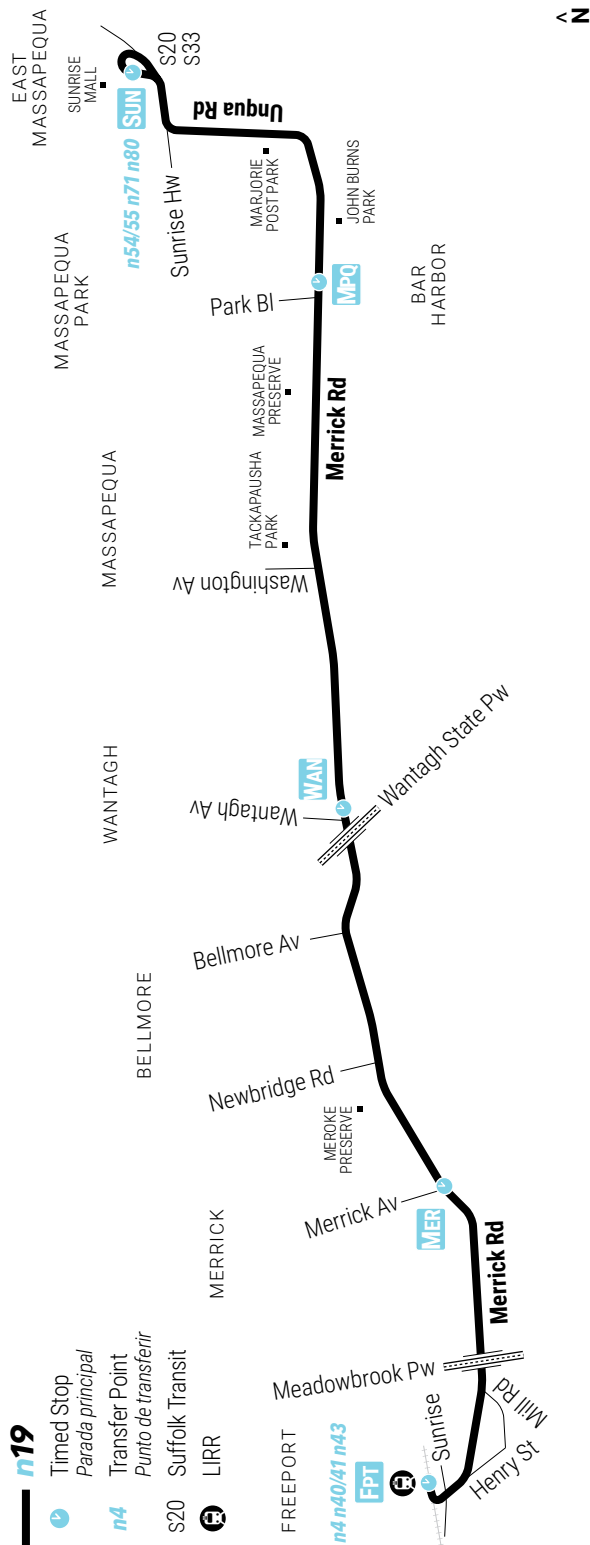 n19
Timed Stop
Parada principal
n4 Transfer Point
Punto de transferir
S20 Suffolk Transit
LIRR
FREEPORT
n4 n40/41 n43
FPT
Sunrise
Henry St
Mill Rd
Meadowbrook Pw
Merrick Rd
MERRICK
Merrick Av
MER
MEROKE
PRESERVE
Newbridge Rd
BELLMORE
Bellmore Av
WANTAGH
Wantagh Av
WAN
Wantagh State Pw
MASSAPEQUA
Washington Av
TACKAPAUSHA
PARK
MASSAPEQUA
PRESERVE
Merrick Rd
MASSAPEQUA
PARK
Park Bl
MPQ
BAR
HARBOR
JOHN BURNS
PARK
MARJORIE
POST PARK
Unqua Rd
Sunrise Hw
n54/55 n71 n80
SUN
EAST
MASSAPEQUA
SUNRISE
MALL
S20
S33
N